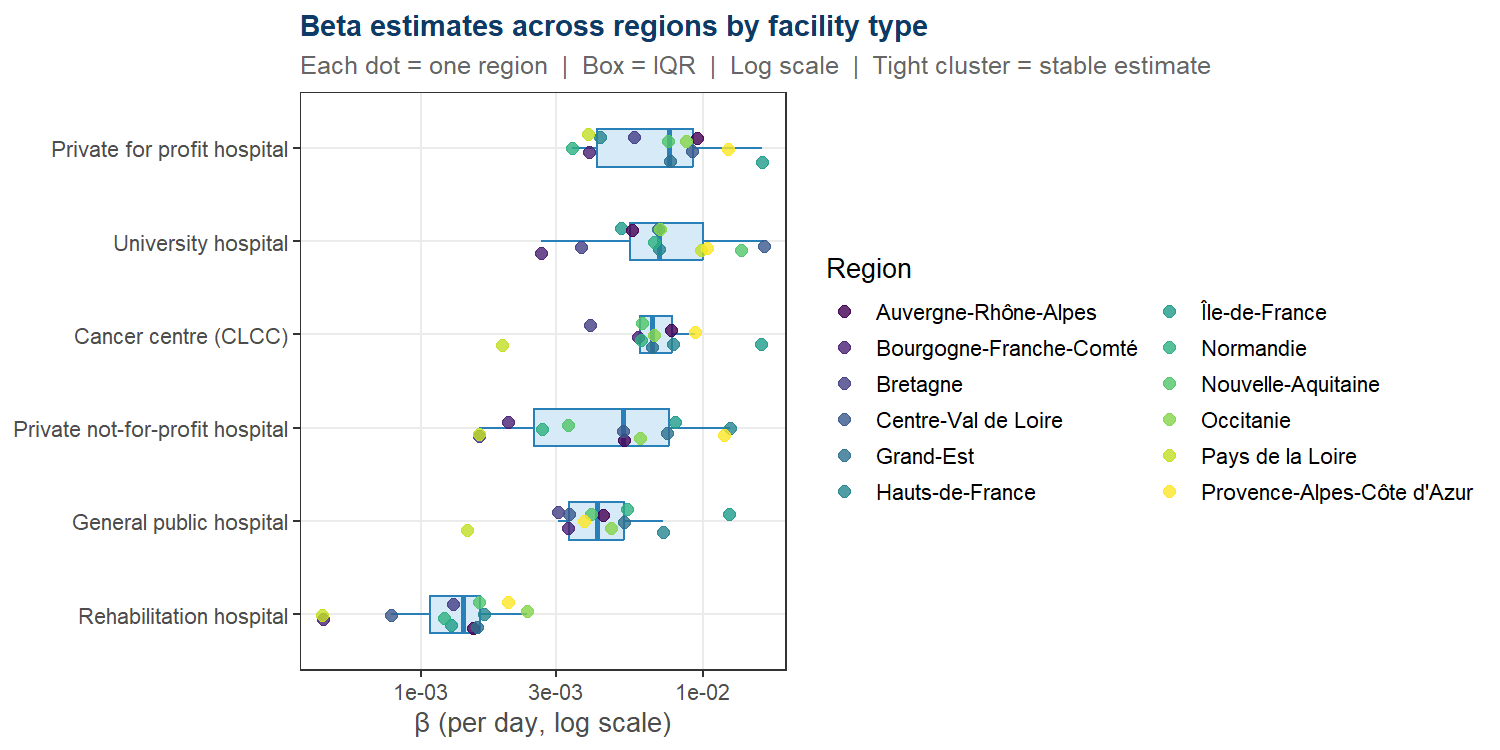 Beta estimates across regions by facility type
Each dot = one region | Box = IQR | Log scale | Tight cluster = stable estimate
Private for profit hospital
University hospital
Cancer centre (CLCC)
Private not-for-profit hospital
General public hospital
Rehabilitation hospital
1e-03 3e-03 1e-02
β (per day, log scale)
Region
Auvergne-Rhône-Alpes
Bourgogne-Franche-Comté
Bretagne
Centre-Val de Loire
Grand-Est
Hauts-de-France
Île-de-France
Normandie
Nouvelle-Aquitaine
Occitanie
Pays de la Loire
Provence-Alpes-Côte d'Azur